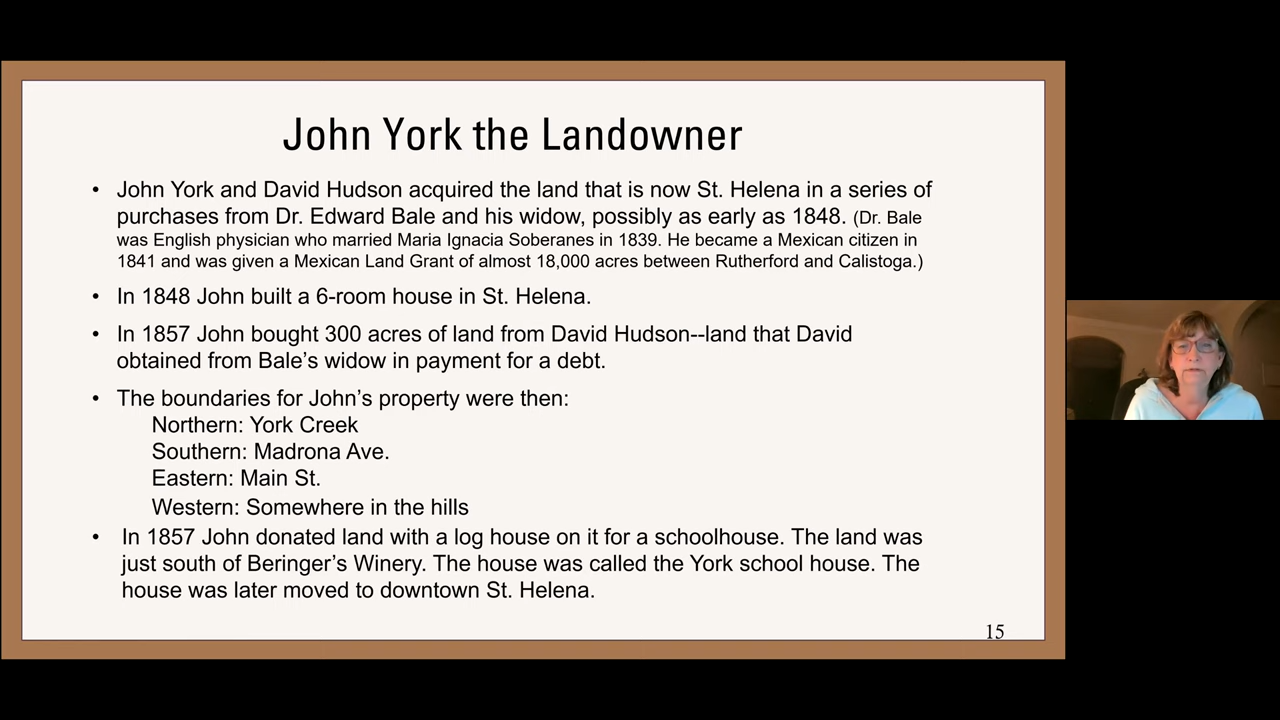 John York the Landowner
• John York and David Hudson acquired the land that is now St. Helena in a series of
purchases from Dr. Edward Bale and his widow, possibly as early as 1848. (Dr. Bale
was English physician who married Maria Ignacia Soberanes in 1839. He became a Mexican citizen in
1841 and was given a Mexican Land Grant of almost 18,000 acres between Rutherford and Calistoga.)
• In 1848 John built a 6-room house in St. Helena.
• In 1857 John bought 300 acres of land from David Hudson--land that David
obtained from Bale’s widow in payment for a debt.
• The boundaries for John’s property were then:
Northern: York Creek
Southern: Madrona Ave.
Eastern: Main St.
Western: Somewhere in the hills
• In 1857 John donated land with a log house on it for a schoolhouse. The land was
just south of Beringer’s Winery. The house was called the York school house. The
house was later moved to downtown St. Helena.
15